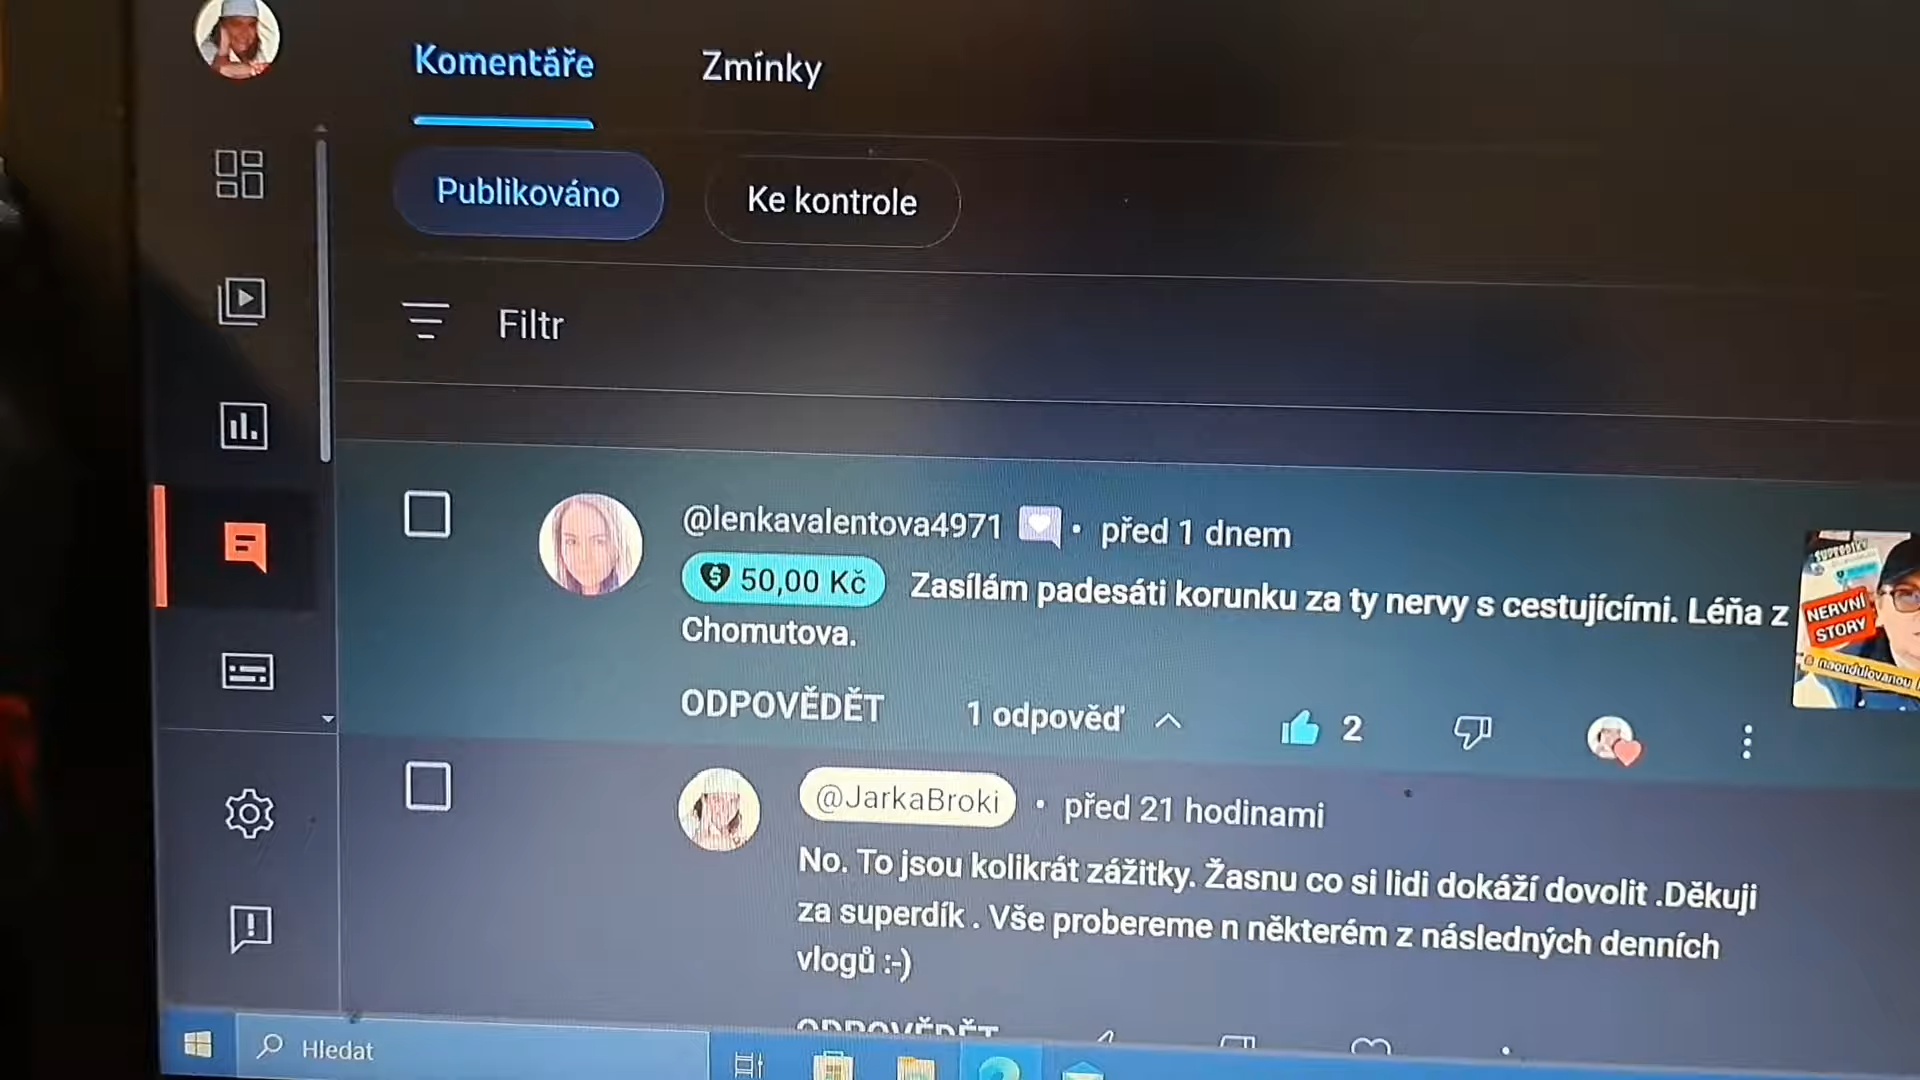 Komentáře
Zmínky
Publikováno
Ke kontrole
Filtr
@lenkavalentova4971 • před 1 dnem
50,00 Kč Zasílám padesáti korunku za ty nervy s cestujícími. Léňa z
Chomutova.
NERVNÍ
STORY
naondulovanou
ODPOVĚDĚT
1 odpověď
2
@JarkaBroki • před 21 hodinami
No. To jsou kolikrát zážitky. Žasnu co si lidi dokáží dovolit .Děkuji
za superdík . Vše probereme n některém z následných denních
vlogů :-)
ODPOVĚDĚT
Hledat